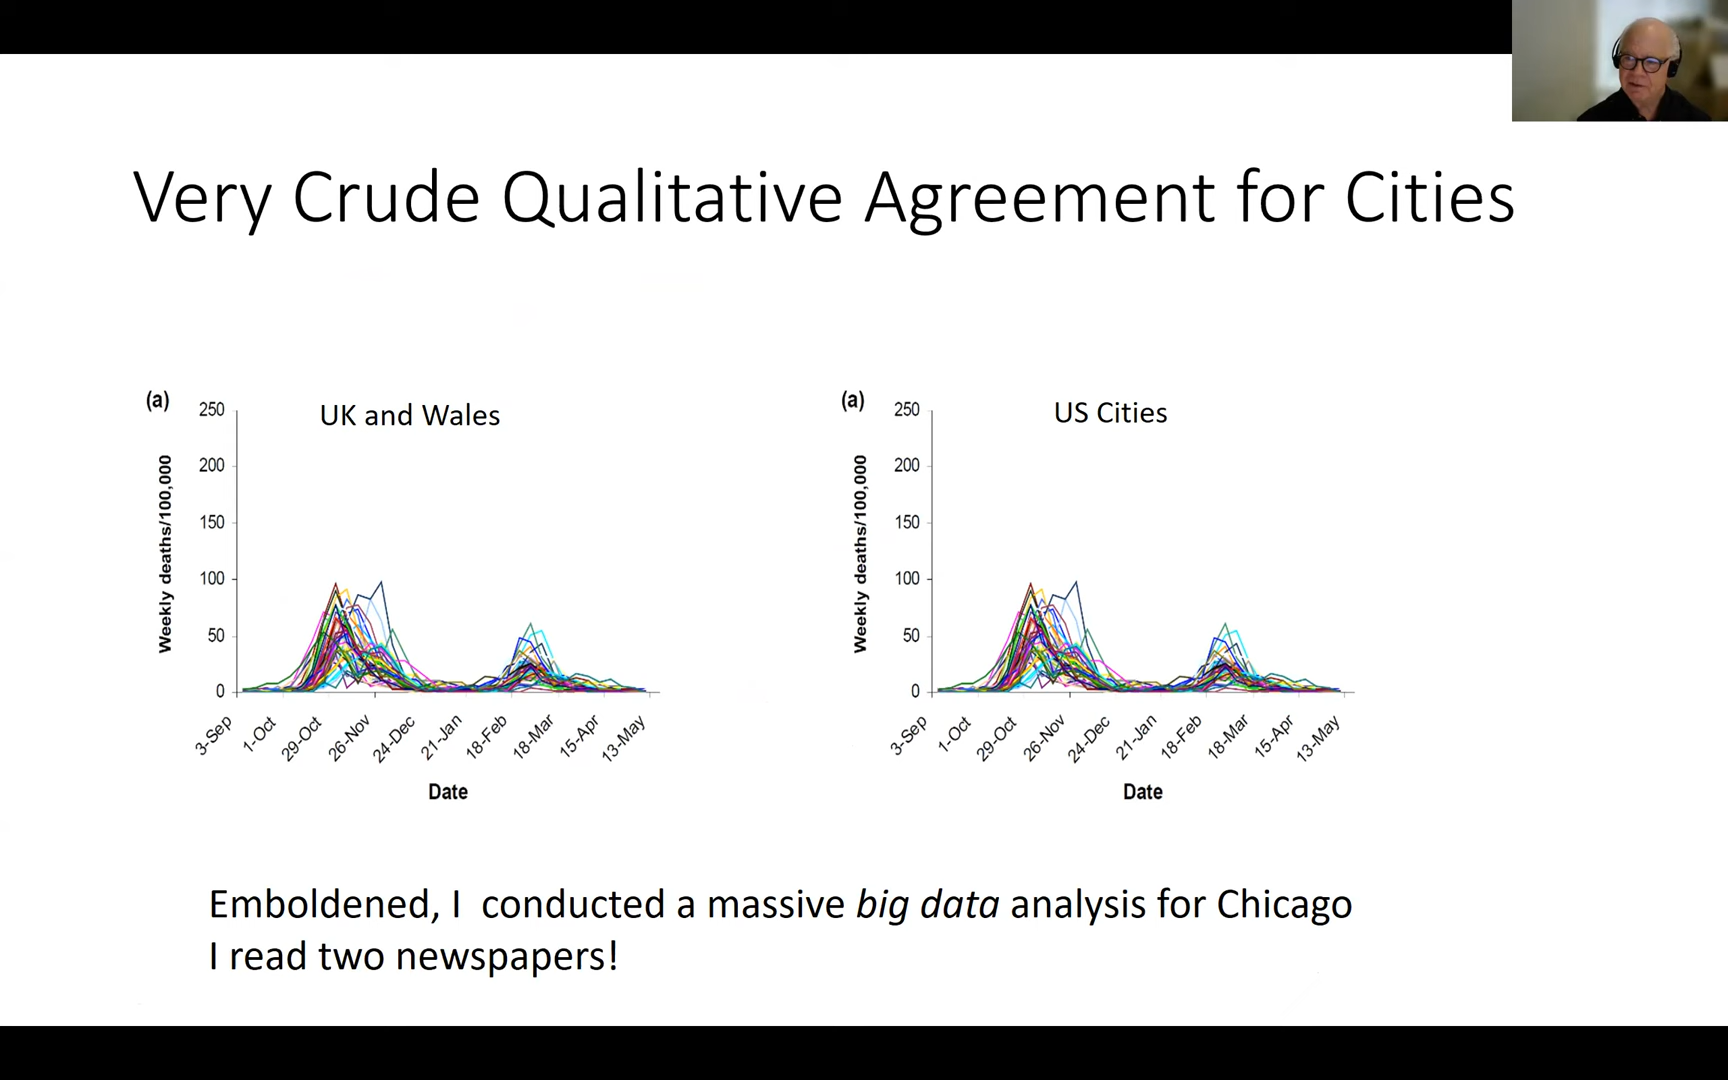 Very Crude Qualitative Agreement for Cities
(a)
UK and Wales
250
200
150
100
50
0
Weekly deaths/100,000
3-Sep
1-Oct
29-Oct
26-Nov
24-Dec
21-Jan
18-Feb
18-Mar
15-Apr
13-May
Date
(a)
US Cities
250
200
150
100
50
0
Weekly deaths/100,000
3-Sep
1-Oct
29-Oct
26-Nov
24-Dec
21-Jan
18-Feb
18-Mar
15-Apr
13-May
Date
Emboldened, I conducted a massive big data analysis for Chicago
I read two newspapers!